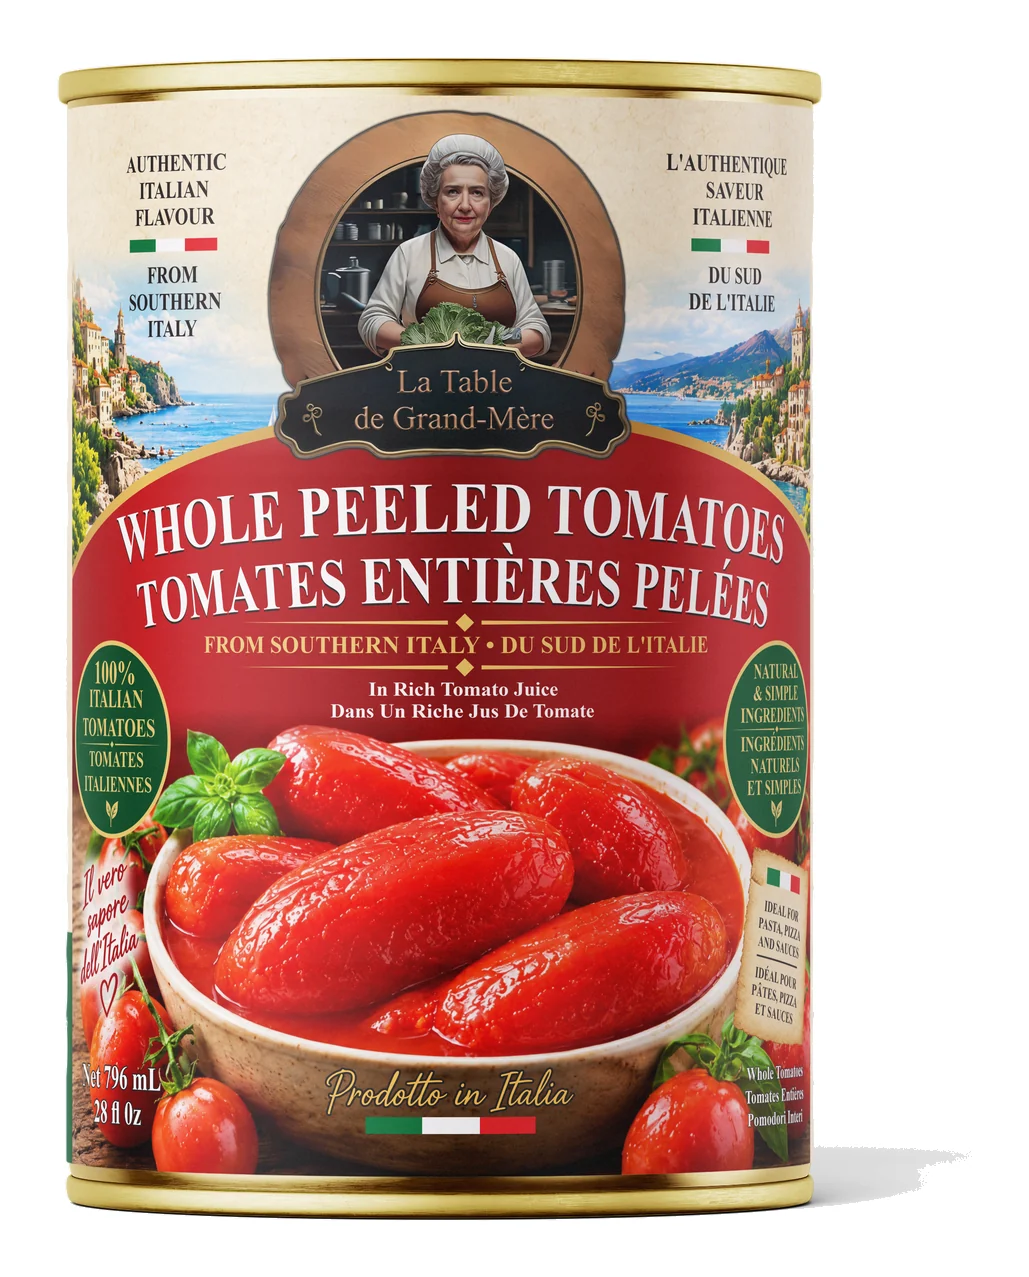 AUTHENTIC
ITALIAN
FLAVOUR
FROM
SOUTHERN
ITALY
L'AUTHENTIQUE
SAVEUR
ITALIENNE
DU SUD
DE L'ITALIE
La Table
de Grand-Mère
WHOLE PEELED TOMATOES
TOMATES ENTIÈRES PELÉES
FROM SOUTHERN ITALY • DU SUD DE L'ITALIE
In Rich Tomato Juice
Dans Un Riche Jus De Tomate
100%
ITALIAN
TOMATOES
TOMATES
ITALIENNES
NATURAL
& SIMPLE
INGREDIENTS
INGRÉDIENTS
NATURELS
ET SIMPLES
Il vero
sapore
dell'Italia
IDEAL FOR
PASTA, PIZZA
AND SAUCES
IDÉAL POUR
PÂTES, PIZZA
ET SAUCES
Net 796 mL
28 fl 0z
Prodotto in Italia
Whole Tomatoes
Tomates Entières
Pomodori Interi